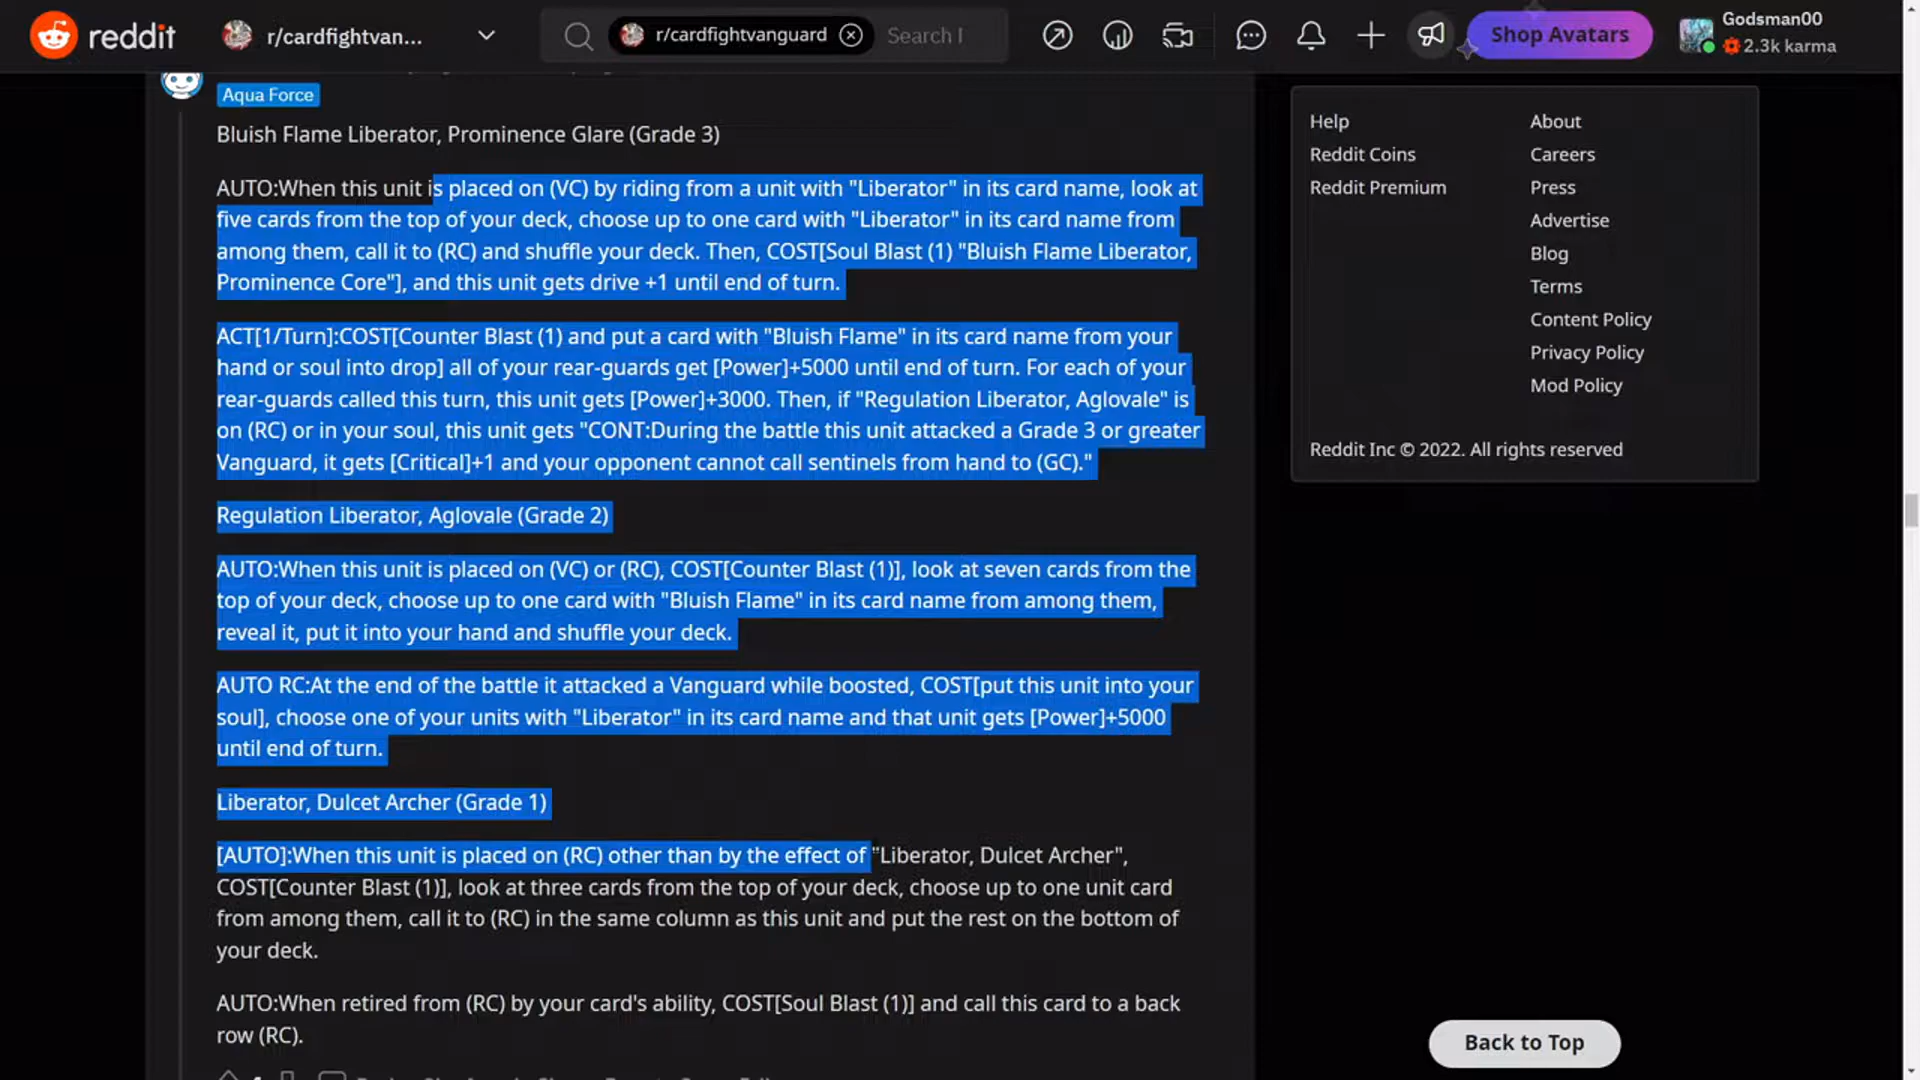 reddit
r/cardfightvan...
r/cardfightvanguard
Search
Shop Avatars
Godsman00
2.3k karma
Aqua Force
Bluish Flame Liberator, Prominence Glare (Grade 3)
AUTO:When this unit is placed on (VC) by riding from a unit with "Liberator" in its card name, look at
five cards from the top of your deck, choose up to one card with "Liberator" in its card name from
among them, call it to (RC) and shuffle your deck. Then, COST[Soul Blast (1) "Bluish Flame Liberator,
Prominence Core"], and this unit gets drive +1 until end of turn.
ACT[1/Turn]:COST[Counter Blast (1) and put a card with "Bluish Flame" in its card name from your
hand or soul into drop] all of your rear-guards get [Power]+5000 until end of turn. For each of your
rear-guards called this turn, this unit gets [Power]+3000. Then, if "Regulation Liberator, Aglovale" is
on (RC) or in your soul, this unit gets "CONT:During the battle this unit attacked a Grade 3 or greater
Vanguard, it gets [Critical]+1 and your opponent cannot call sentinels from hand to (GC)."
Regulation Liberator, Aglovale (Grade 2)
AUTO:When this unit is placed on (VC) or (RC), COST[Counter Blast (1)], look at seven cards from the
top of your deck, choose up to one card with "Bluish Flame" in its card name from among them,
reveal it, put it into your hand and shuffle your deck.
AUTO RC:At the end of the battle it attacked a Vanguard while boosted, COST[put this unit into your
soul], choose one of your units with "Liberator" in its card name and that unit gets [Power]+5000
until end of turn.
Liberator, Dulcet Archer (Grade 1)
[AUTO]:When this unit is placed on (RC) other than by the effect of "Liberator, Dulcet Archer",
COST[Counter Blast (1)], look at three cards from the top of your deck, choose up to one unit card
from among them, call it to (RC) in the same column as this unit and put the rest on the bottom of
your deck.
AUTO:When retired from (RC) by your card's ability, COST[Soul Blast (1)] and call this card to a back
row (RC).
Help
Reddit Coins
Reddit Premium
About
Careers
Press
Advertise
Blog
Terms
Content Policy
Privacy Policy
Mod Policy
Reddit Inc © 2022. All rights reserved
Back to Top